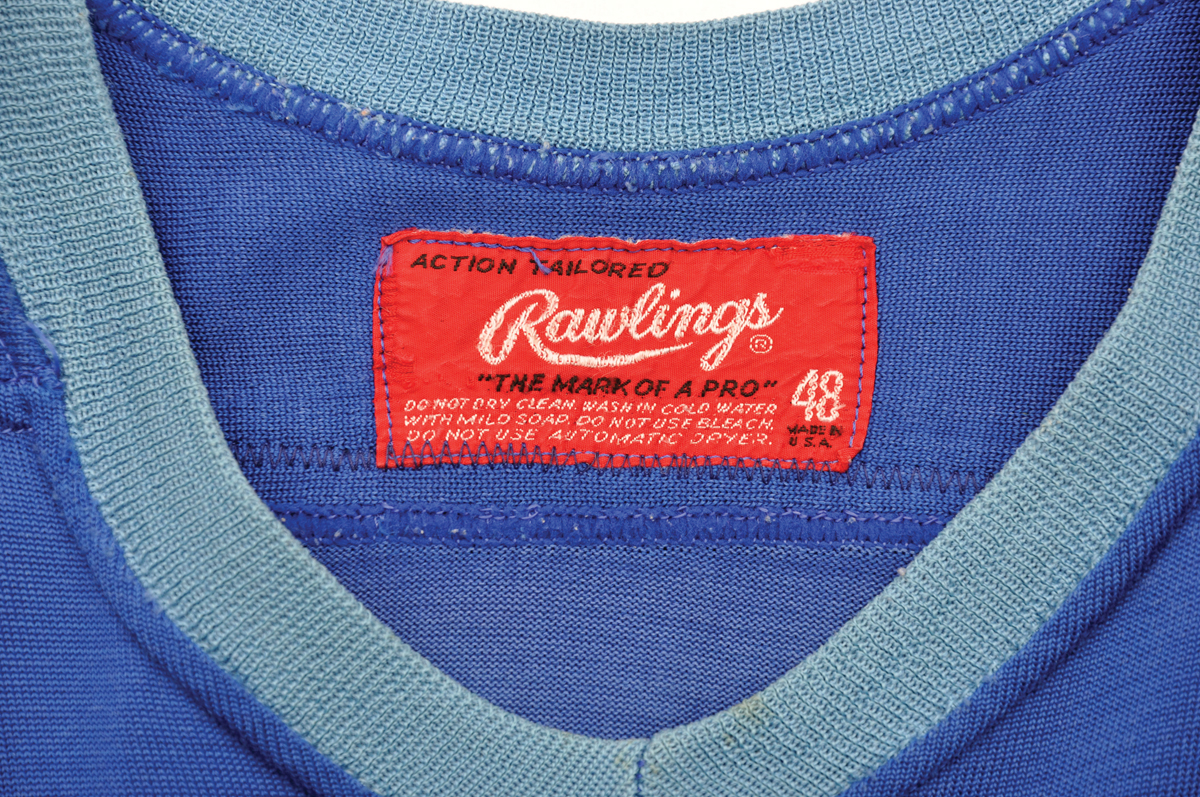 ACTION TAILORED
Rawlings ®
"THE MARK OF A PRO"
48
DO NOT DRY CLEAN. WASH IN COLD WATER
WITH MILD SOAP. DO NOT USE BLEACH.
DO NOT USE AUTOMATIC DRYER.
MADE IN
U.S.A.